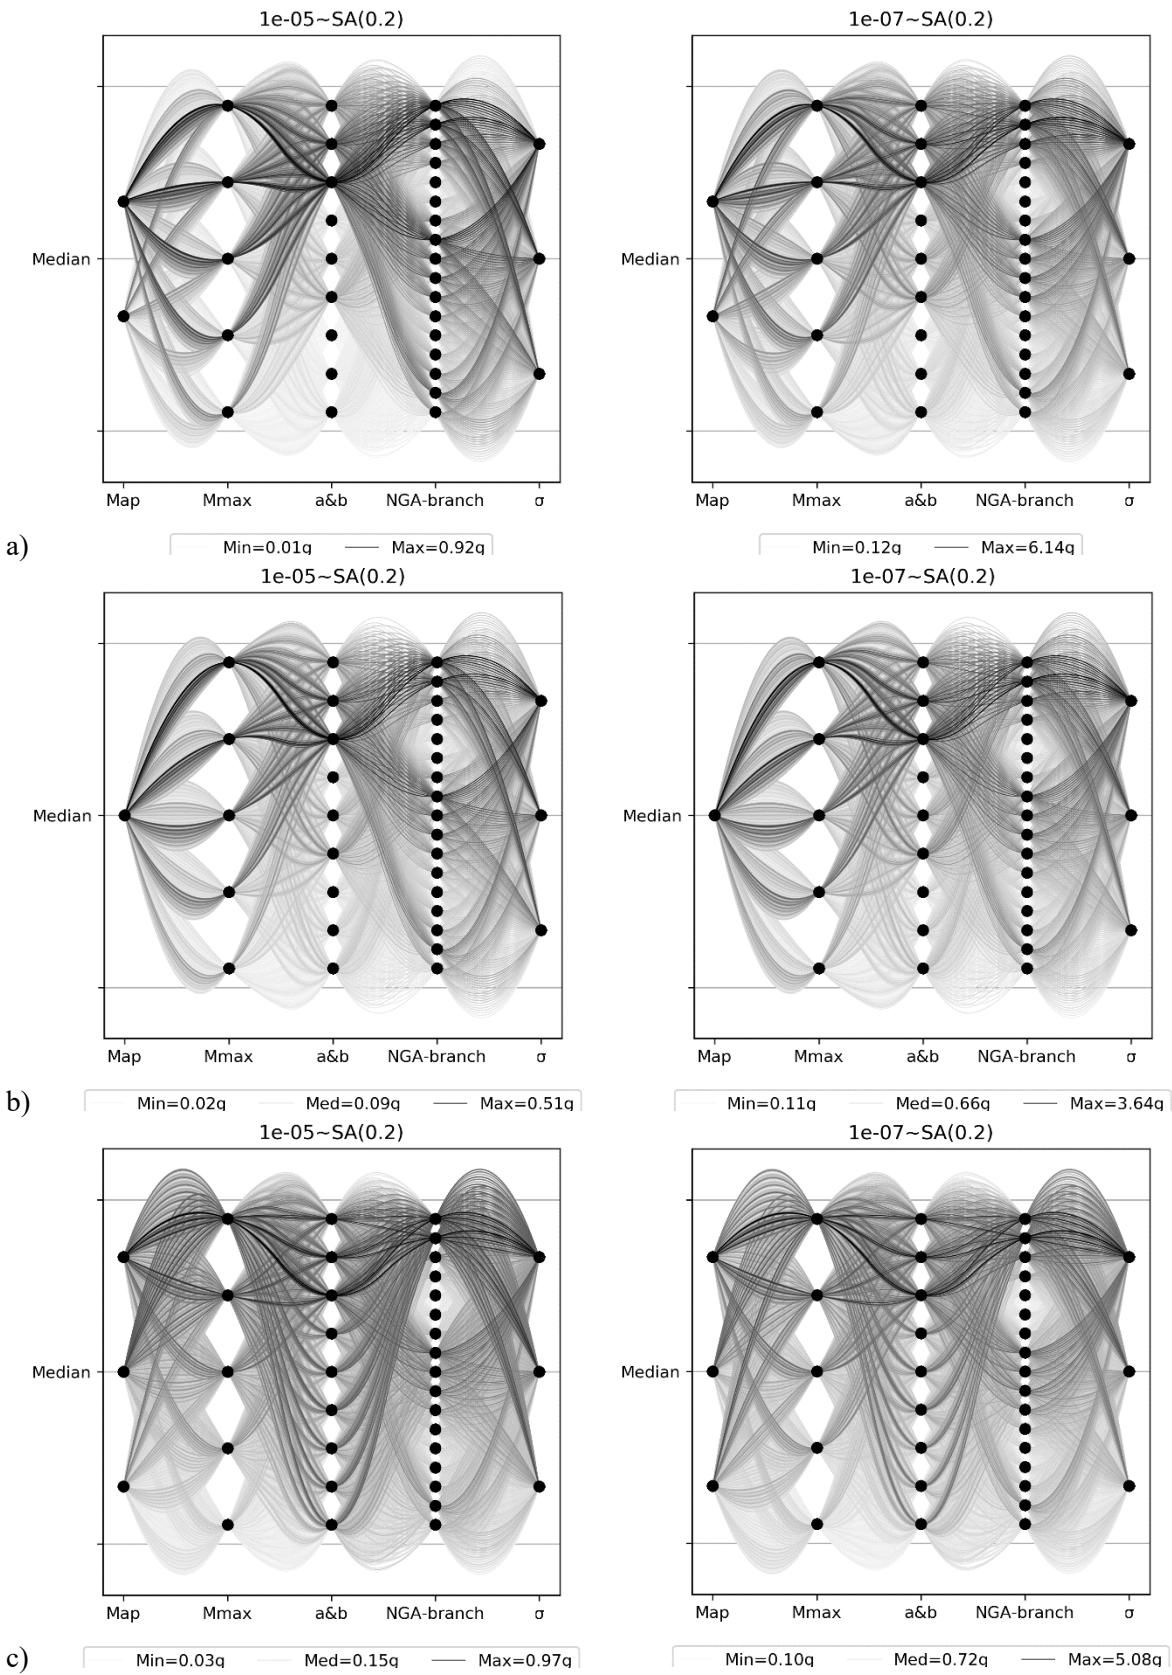 1e-05~SA(0.2) 1e-07~SA(0.2)
Median Median
Map Mmax a&b NGA-branch σ Map Mmax a&b NGA-branch σ
a) Min=0.01g Max=0.92g Min=0.12g Max=6.14g
1e-05~SA(0.2) 1e-07~SA(0.2)
Median Median
Map Mmax a&b NGA-branch σ Map Mmax a&b NGA-branch σ
b) Min=0.02g Med=0.09g Max=0.51g Min=0.11g Med=0.66g Max=3.64g
1e-05~SA(0.2) 1e-07~SA(0.2)
Median Median
Map Mmax a&b NGA-branch σ Map Mmax a&b NGA-branch σ
c) Min=0.03g Med=0.15g Max=0.97g Min=0.10g Med=0.72g Max=5.08g